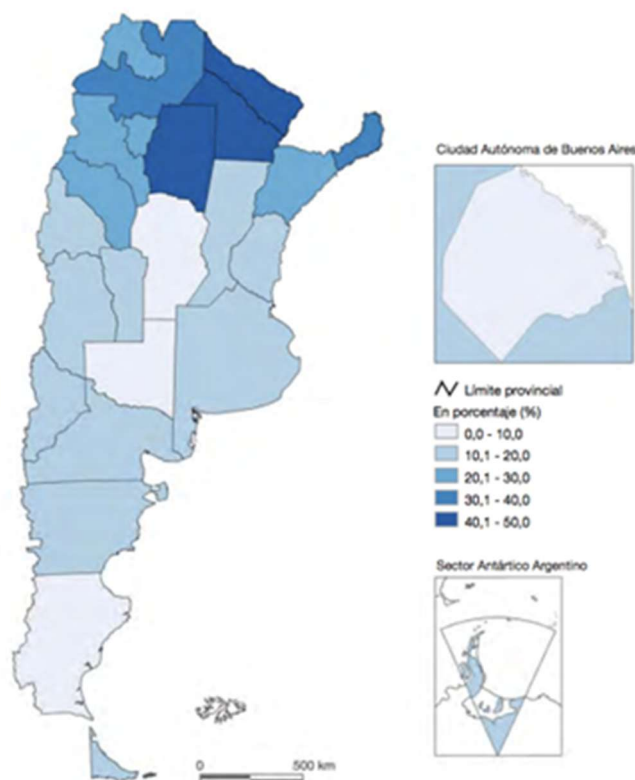 Ciudad Autónoma de Buenos Aires
Límite provincial
En porcentaje (%)
0,0 - 10,0
10,1 - 20,0
20,1 - 30,0
30,1 - 40,0
40,1 - 50,0
Sector Antártico Argentino
0 500 km